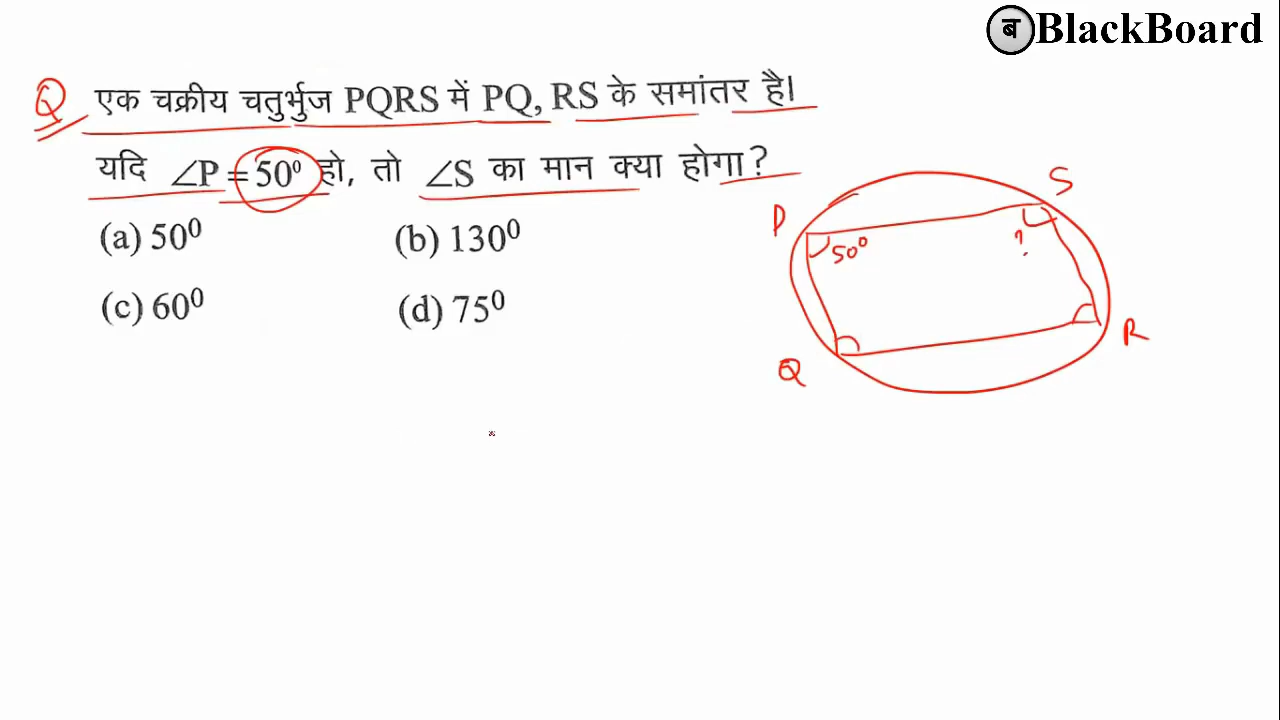 ब BlackBoard
Q एक चक्रीय चतुर्भुज PQRS में PQ, RS के समांतर है।
यदि ∠P = 50⁰ हो, तो ∠S का मान क्या होगा?
(a) 50⁰ (b) 130⁰
(c) 60⁰ (d) 75⁰
S
P
50⁰ ?
R
Q